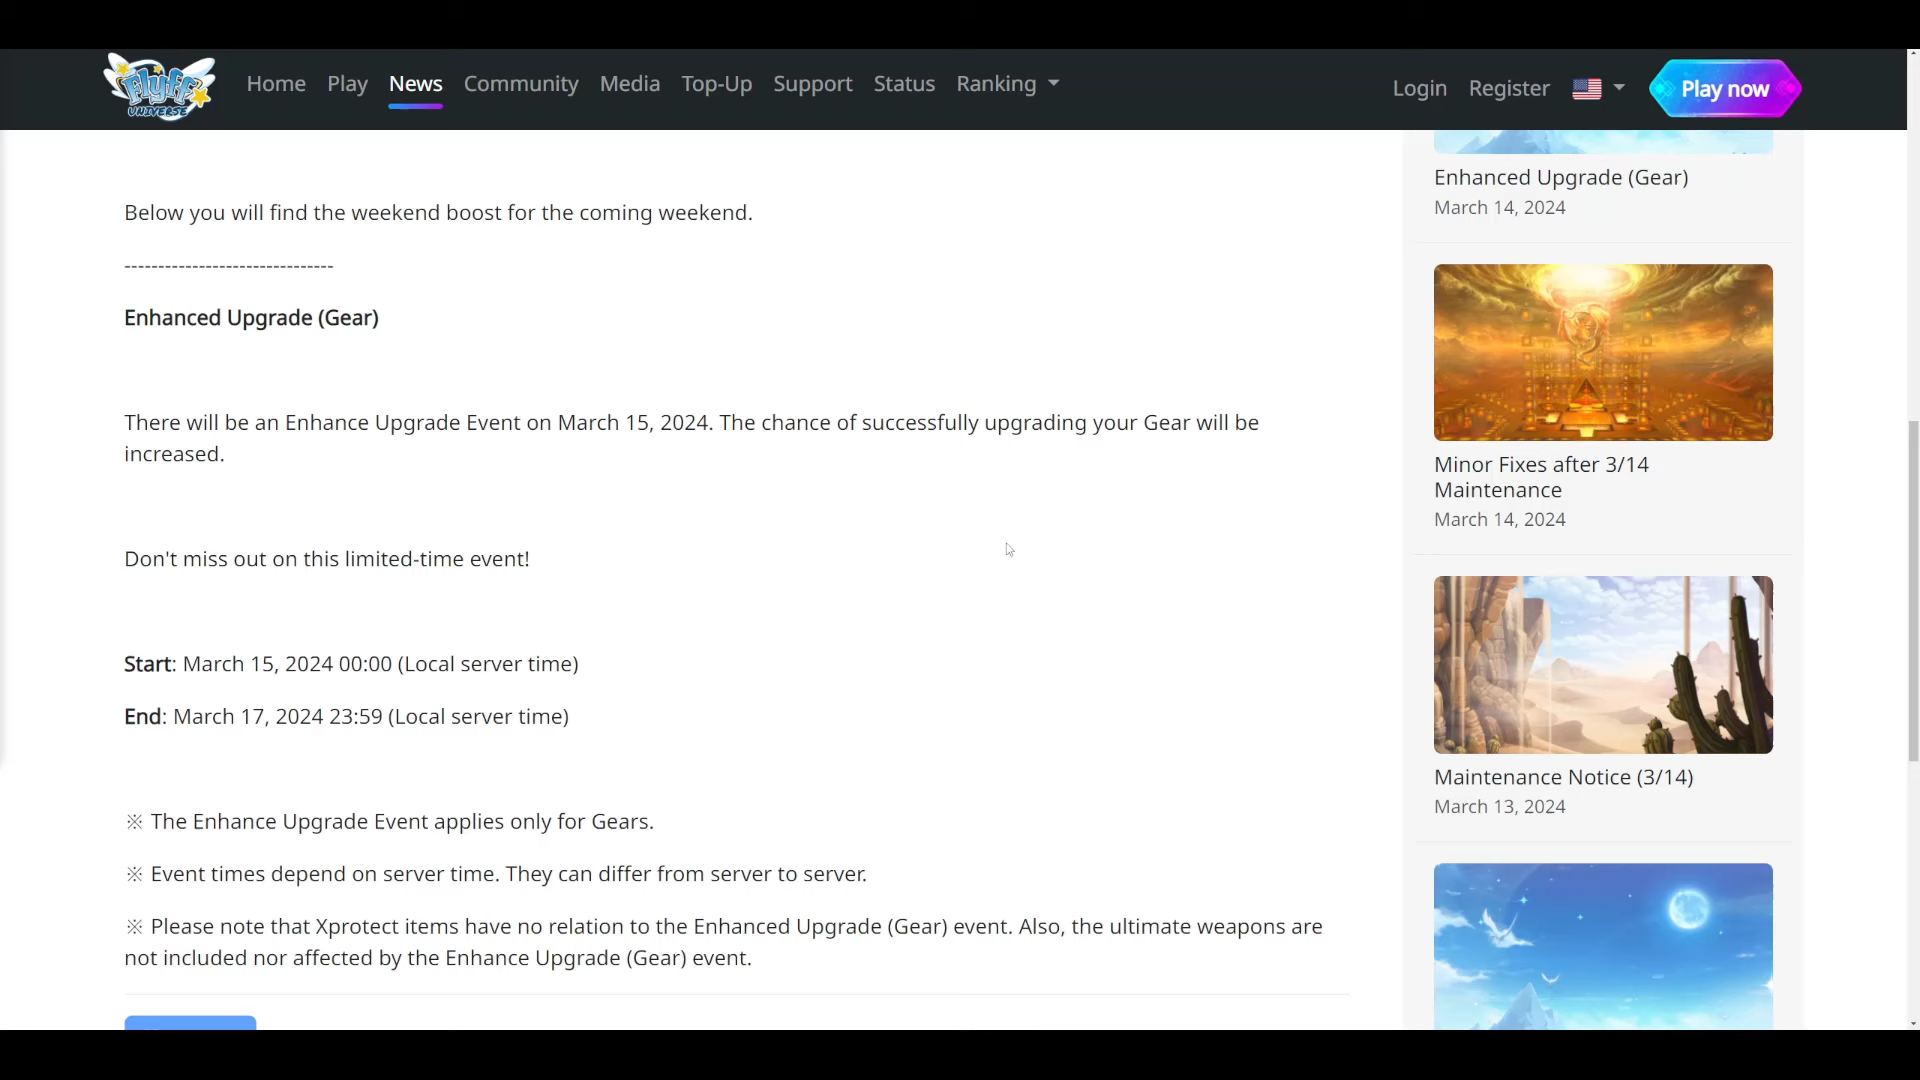 Flyff
UNIVERSE
Home Play News Community Media Top-Up Support Status Ranking
Login Register Play now
Below you will find the weekend boost for the coming weekend.
-------------------------------
Enhanced Upgrade (Gear)
There will be an Enhance Upgrade Event on March 15, 2024. The chance of successfully upgrading your Gear will be
increased.
Don't miss out on this limited-time event!
Start: March 15, 2024 00:00 (Local server time)
End: March 17, 2024 23:59 (Local server time)
※ The Enhance Upgrade Event applies only for Gears.
※ Event times depend on server time. They can differ from server to server.
※ Please note that Xprotect items have no relation to the Enhanced Upgrade (Gear) event. Also, the ultimate weapons are
not included nor affected by the Enhance Upgrade (Gear) event.
Enhanced Upgrade (Gear)
March 14, 2024
Minor Fixes after 3/14
Maintenance
March 14, 2024
Maintenance Notice (3/14)
March 13, 2024